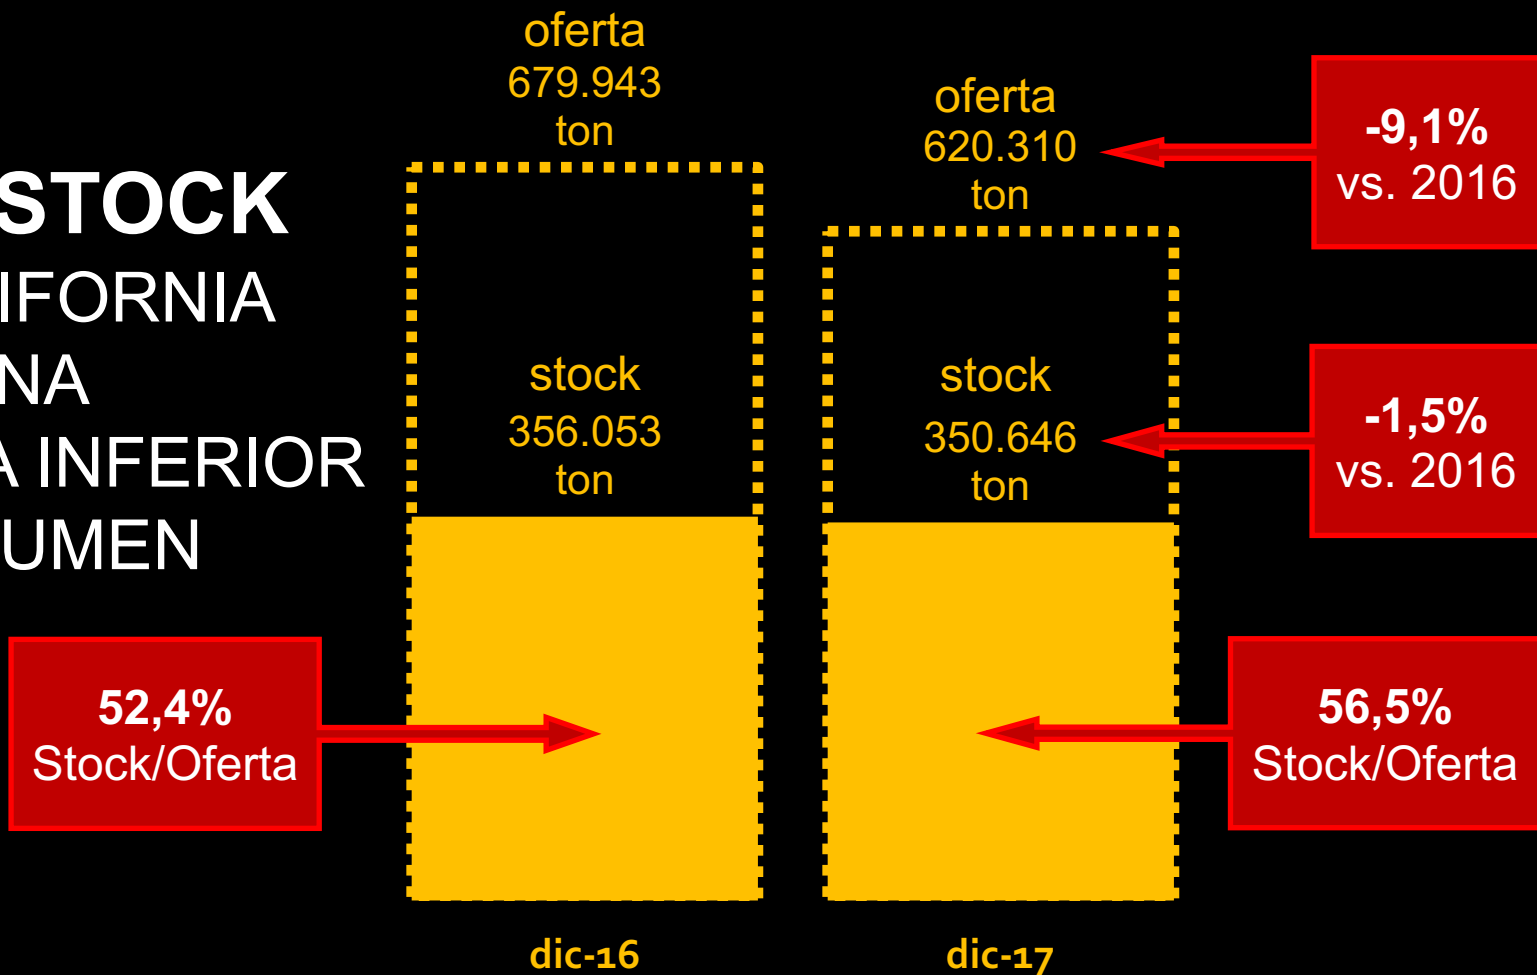 STOCK
IFORNIA
NA
A INFERIOR
UMEN
oferta
679.943
ton
stock
356.053
ton
52,4%
Stock/Oferta
dic-16
oferta
620.310
ton
stock
350.646
ton
dic-17
-9,1%
vs. 2016
-1,5%
vs. 2016
56,5%
Stock/Oferta